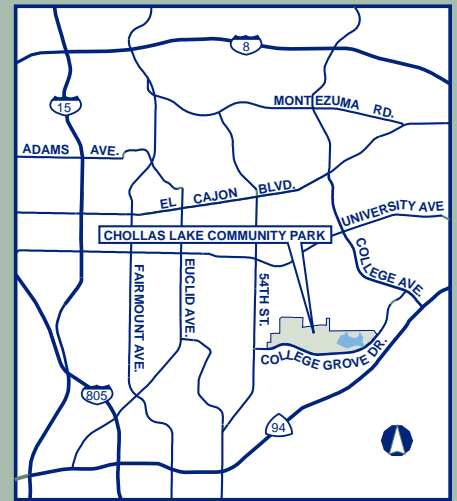 8
15
MONTEZUMA RD.
ADAMS AVE.
EL CAJON BLVD.
UNIVERSITY AVE
CHOLLAS LAKE COMMUNITY PARK
COLLEGE AVE.
FAIRMOUNT AVE.
EUCLID AVE.
54TH ST.
COLLEGE GROVE DR.
805
94